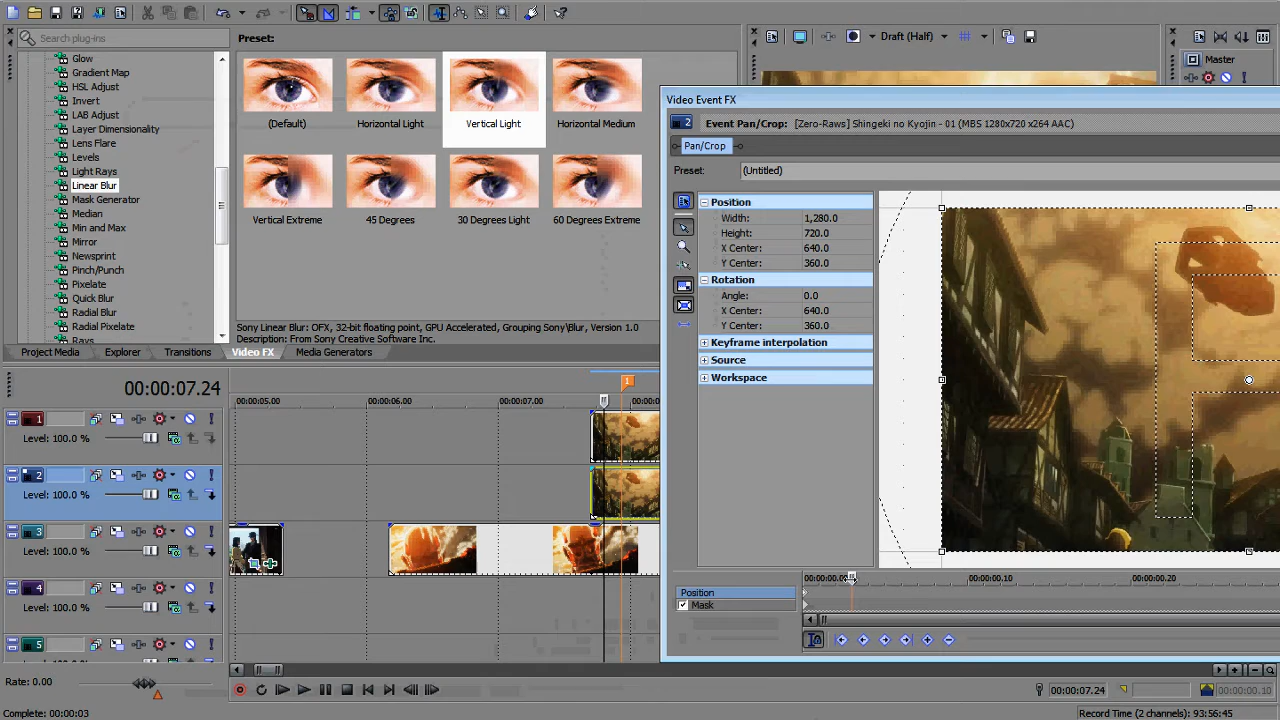 Search plug-ins
Glow
Gradient Map
HSL Adjust
Invert
LAB Adjust
Layer Dimensionality
Lens Flare
Levels
Light Rays
Linear Blur
Mask Generator
Median
Min and Max
Mirror
Newsprint
Pinch/Punch
Pixelate
Quick Blur
Radial Blur
Radial Pixelate
Rays
Preset:
(Default)
Horizontal Light
Vertical Light
Horizontal Medium
Vertical Extreme
45 Degrees
30 Degrees Light
60 Degrees Extreme
Sony Linear Blur: OFX, 32-bit floating point, GPU Accelerated, Grouping Sony\Blur, Version 1.0
Description: From Sony Creative Software Inc.
Project Media
Explorer
Transitions
Video FX
Media Generators
Draft (Half)
Master
Video Event FX
2
Event Pan/Crop: [Zero-Raws] Shingeki no Kyojin - 01 (MBS 1280x720 x264 AAC)
Pan/Crop
Preset: (Untitled)
Position
Width: 1,280.0
Height: 720.0
X Center: 640.0
Y Center: 360.0
Rotation
Angle: 0.0
X Center: 640.0
Y Center: 360.0
Keyframe interpolation
Source
Workspace
00:00:00.10
00:00:00.20
Position
Mask
00:00:07.24
1
00:00:05.00
00:00:06.00
00:00:07.00
1
Level: 100.0 %
2
Level: 100.0 %
3
Level: 100.0 %
4
Level: 100.0 %
5
Level: 100.0 %
Rate: 0.00
00:00:07.24
00:00:00.10
Complete: 00:00:03
Record Time (2 channels): 93:56:45